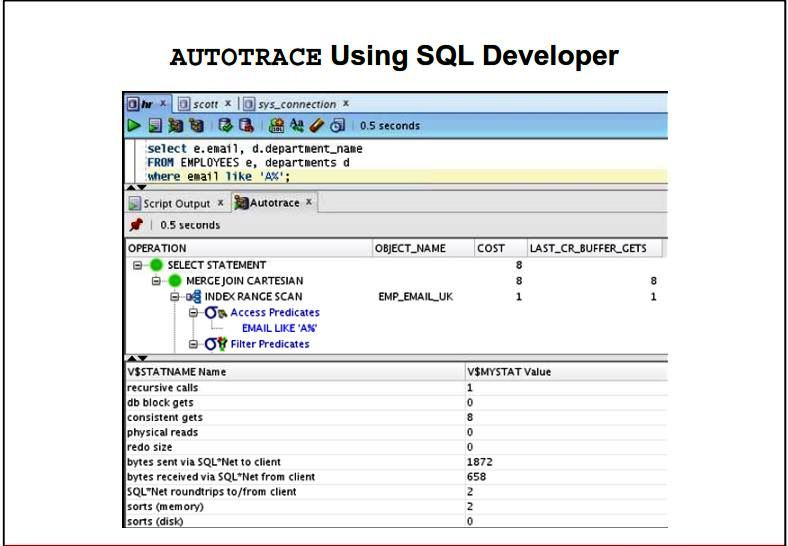 AUTOTRACE Using SQL Developer
hr x scott x sys_connection x
0.5 seconds
select e.email, d.department_name
FROM EMPLOYEES e, departments d
where email like 'A%';
Script Output x Autotrace x
0.5 seconds
OPERATION OBJECT_NAME COST LAST_CR_BUFFER_GETS
SELECT STATEMENT 8
MERGE JOIN CARTESIAN 8 8
INDEX RANGE SCAN EMP_EMAIL_UK 1 1
Access Predicates
EMAIL LIKE 'A%'
Filter Predicates
V$STATNAME Name V$MYSTAT Value
recursive calls 1
db block gets 0
consistent gets 8
physical reads 0
redo size 0
bytes sent via SQL*Net to client 1872
bytes received via SQL*Net from client 658
SQL*Net roundtrips to/from client 2
sorts (memory) 2
sorts (disk) 0